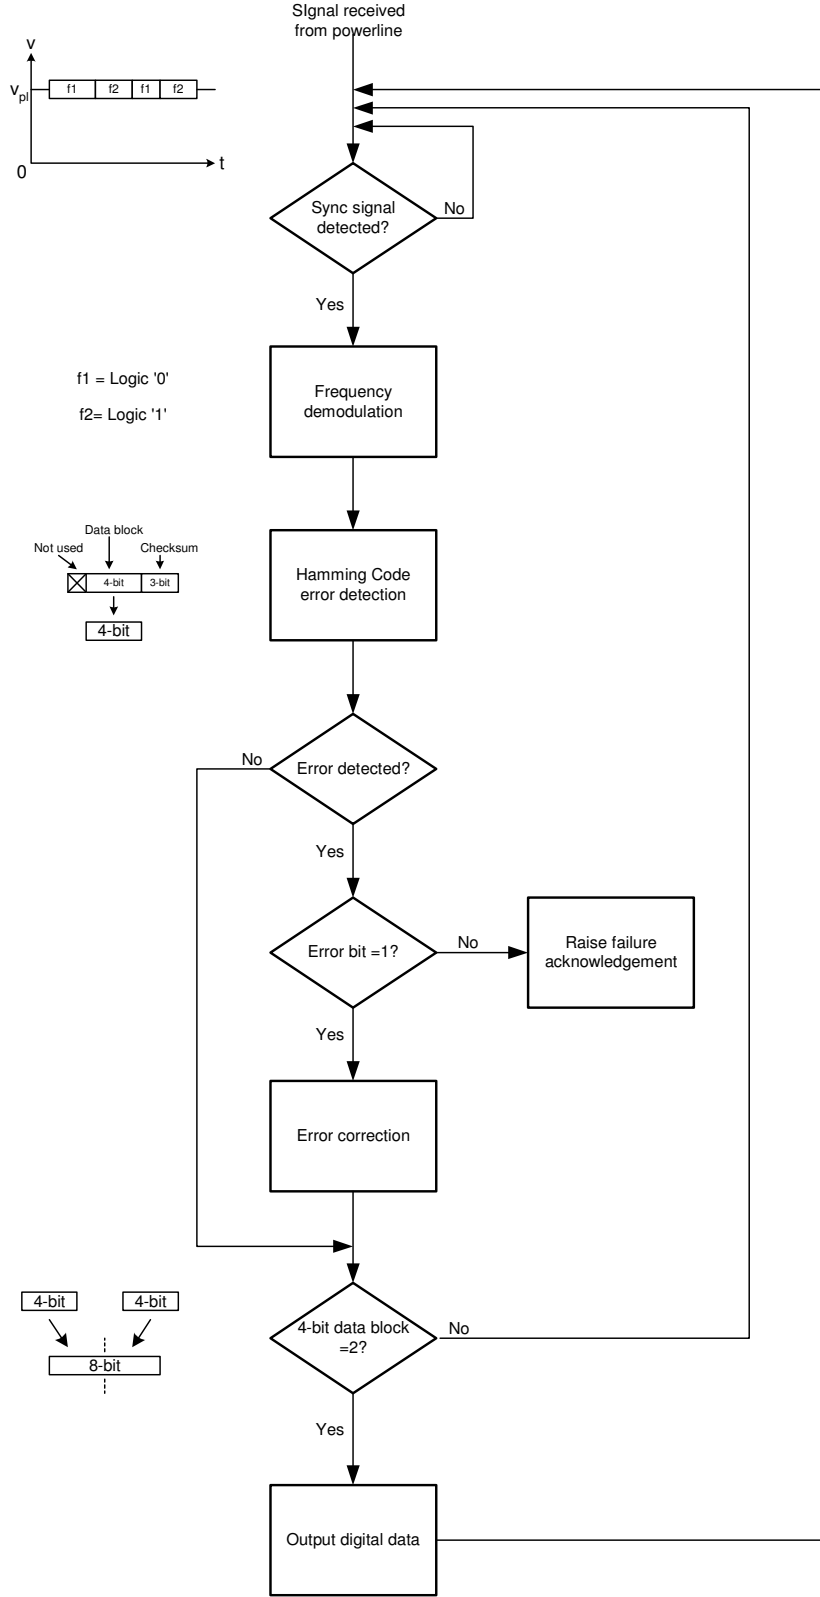 SIgnal received
from powerline
v
vpl
f1
f2
f1
f2
0
t
Sync signal
detected?
No
Yes
f1 = Logic '0'
f2= Logic '1'
Frequency
demodulation
Data block
Not used
Checksum
4-bit
3-bit
4-bit
Hamming Code
error detection
No
Error detected?
Yes
Error bit =1?
No
Raise failure
acknowledgement
Yes
Error correction
4-bit
4-bit
8-bit
4-bit data block
=2?
No
Yes
Output digital data